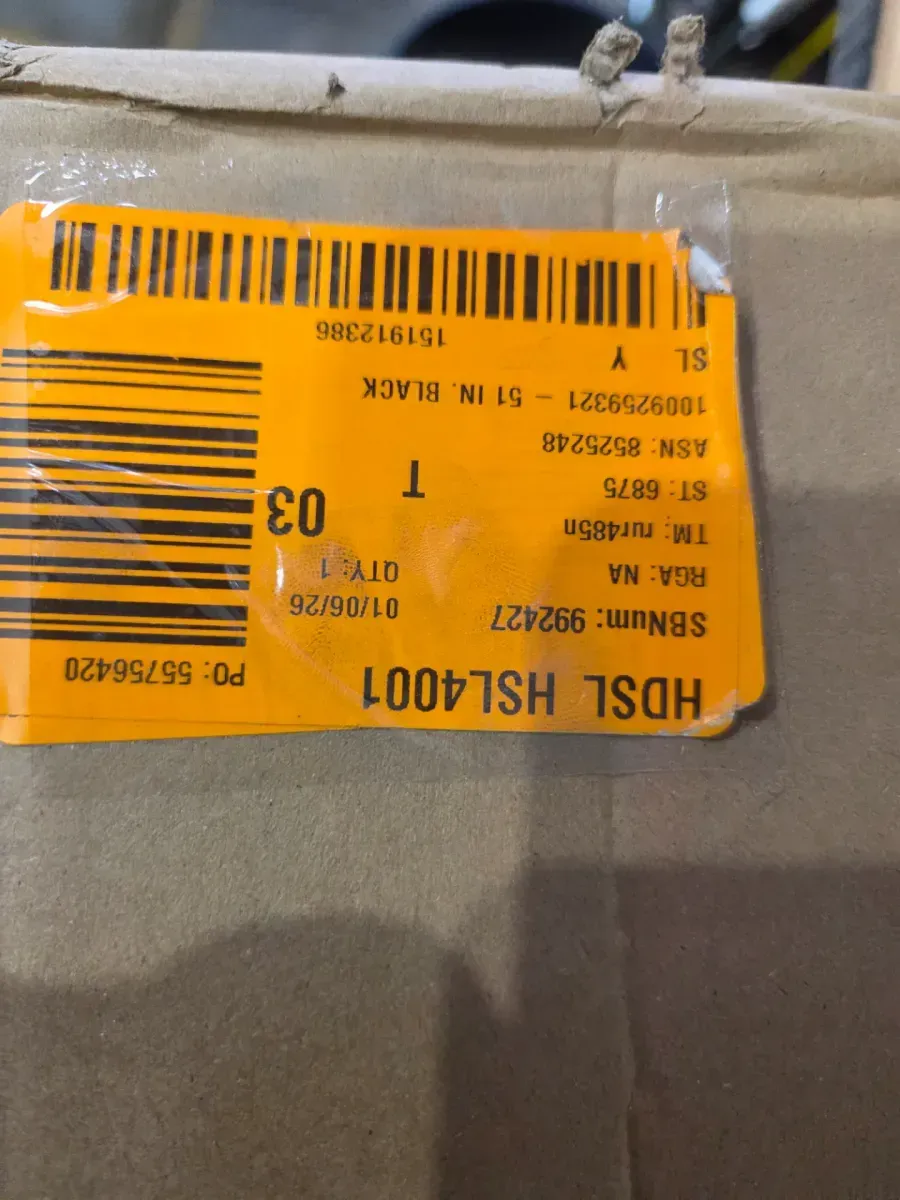 HDSL HSL4001
PO: 55756420
SBNum: 992427
01/06/26
RGA: NA
QTY: 1
TM: rur485n
03
ST: 6875
T
ASN: 8525248
1009259321 – 51 IN. BLACK
SL Y
151912386